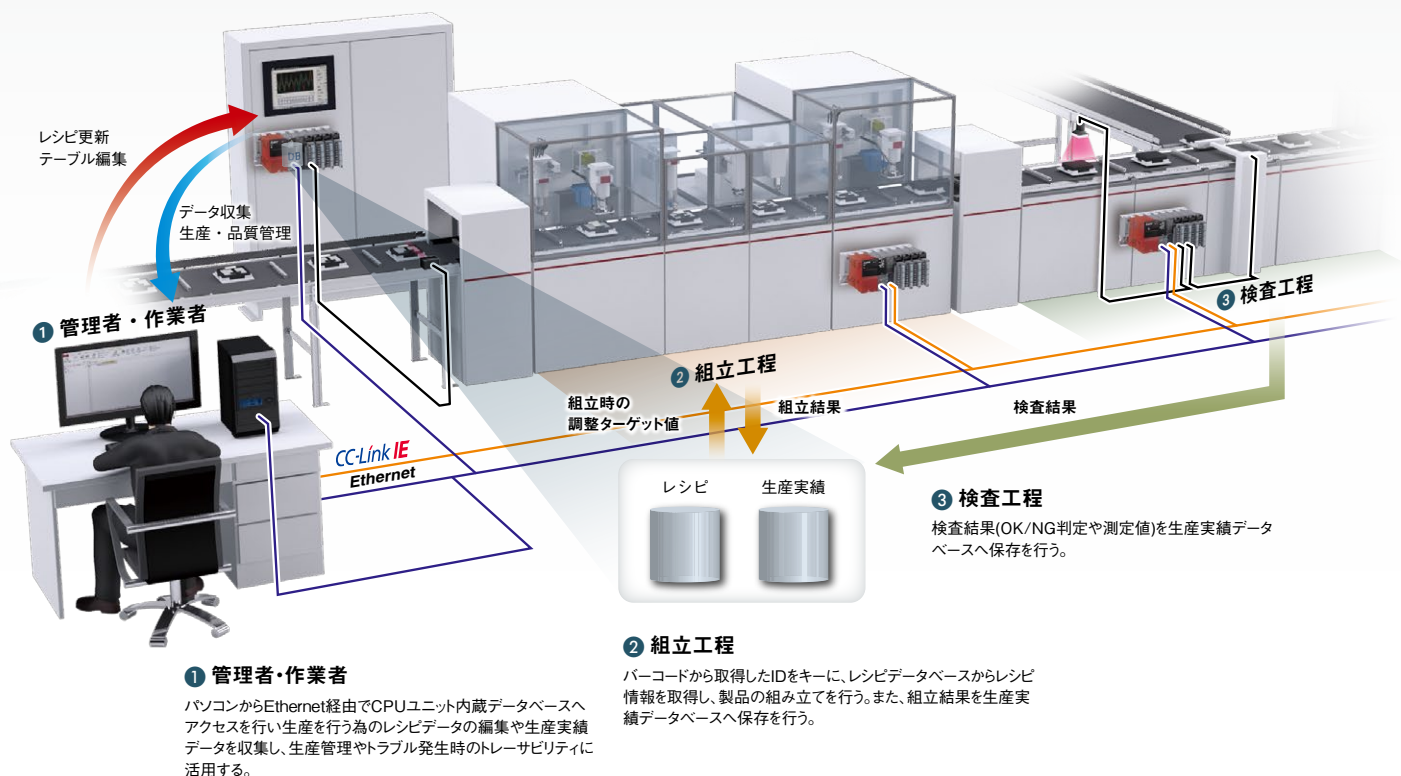 レシピ更新
テーブル編集
データ収集
生産・品質管理
DB
1 管理者・作業者
3 検査工程
2 組立工程
組立時の
調整ターゲット値
組立結果
検査結果
CC-Link IE
Ethernet
レシピ
生産実績
3 検査工程
検査結果(OK/NG判定や測定値)を生産実績データ
ベースへ保存を行う。
2 組立工程
バーコードから取得したIDをキーに、レシピデータベースからレシピ
情報を取得し、製品の組み立てを行う。また、組立結果を生産実
績データベースへ保存を行う。
1 管理者・作業者
パソコンからEthernet経由でCPUユニット内蔵データベースへ
アクセスを行い生産を行う為のレシピデータの編集や生産実績
データを収集し、生産管理やトラブル発生時のトレーサビリティに
活用する。